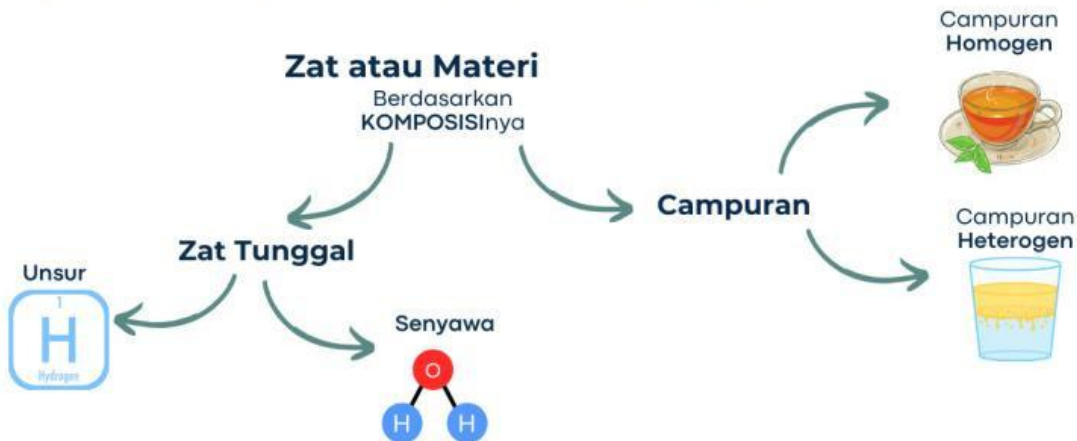 Zat atau Materi
Berdasarkan
KOMPOSISInya
Campuran
Homogen
Campuran
Campuran
Heterogen
Zat Tunggal
Unsur
1
H
Hydrogen
Senyawa
O
H H